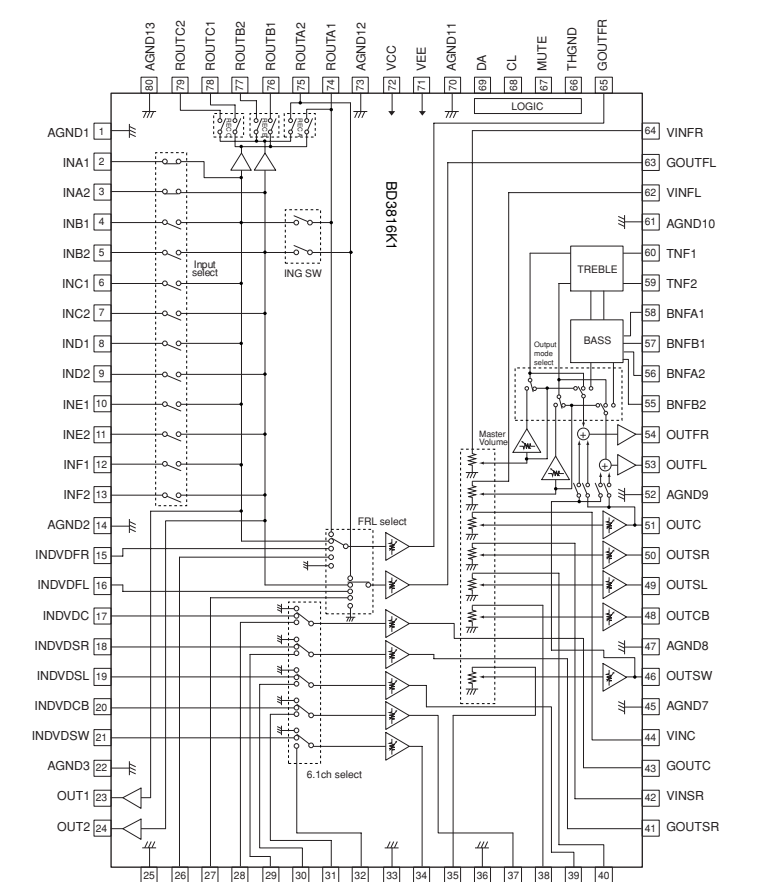 AGND13
ROUTC2
ROUTC1
ROUTB2
ROUTB1
ROUTA2
ROUTA1
AGND12
VCC
VEE
AGND11
DA
CL
MUTE
THGND
GOUTFR
80
79
78
77
76
75
74
73
72
71
70
69
68
67
66
65
LOGIC
AGND1 1
INA1 2
INA2 3
INB1 4
INB2 5
INC1 6
INC2 7
IND1 8
IND2 9
INE1 10
INE2 11
INF1 12
INF2 13
AGND2 14
INDVDFR 15
INDVDFL 16
INDVDC 17
INDVDSR 18
INDVDSL 19
INDVDCB 20
INDVDSW 21
AGND3 22
OUT1 23
OUT2 24
BD3816K1
Input
select
ING SW
FRL select
6.1ch select
Master
Volume
Output
mode
select
TREBLE
BASS
64 VINFR
63 GOUTFL
62 VINFL
61 AGND10
60 TNF1
59 TNF2
58 BNFA1
57 BNFB1
56 BNFA2
55 BNFB2
54 OUTFR
53 OUTFL
52 AGND9
51 OUTC
50 OUTSR
49 OUTSL
48 OUTCB
47 AGND8
46 OUTSW
45 AGND7
44 VINC
43 GOUTC
42 VINSR
41 GOUTSR
25
26
27
28
29
30
31
32
33
34
35
36
37
38
39
40